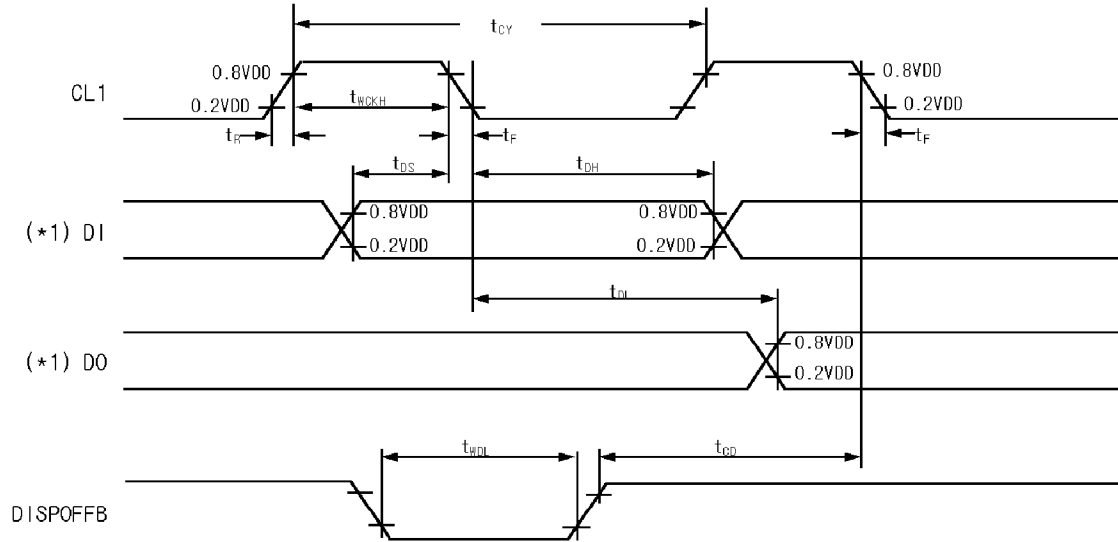 tCY
CL1
0.8VDD
0.2VDD
tWCKH
tR
tF
0.8VDD
0.2VDD
tF
tDS
tDH
(*1) DI
0.8VDD
0.2VDD
0.8VDD
0.2VDD
tDL
(*1) DO
0.8VDD
0.2VDD
tWDL
tCD
DISPOFFB